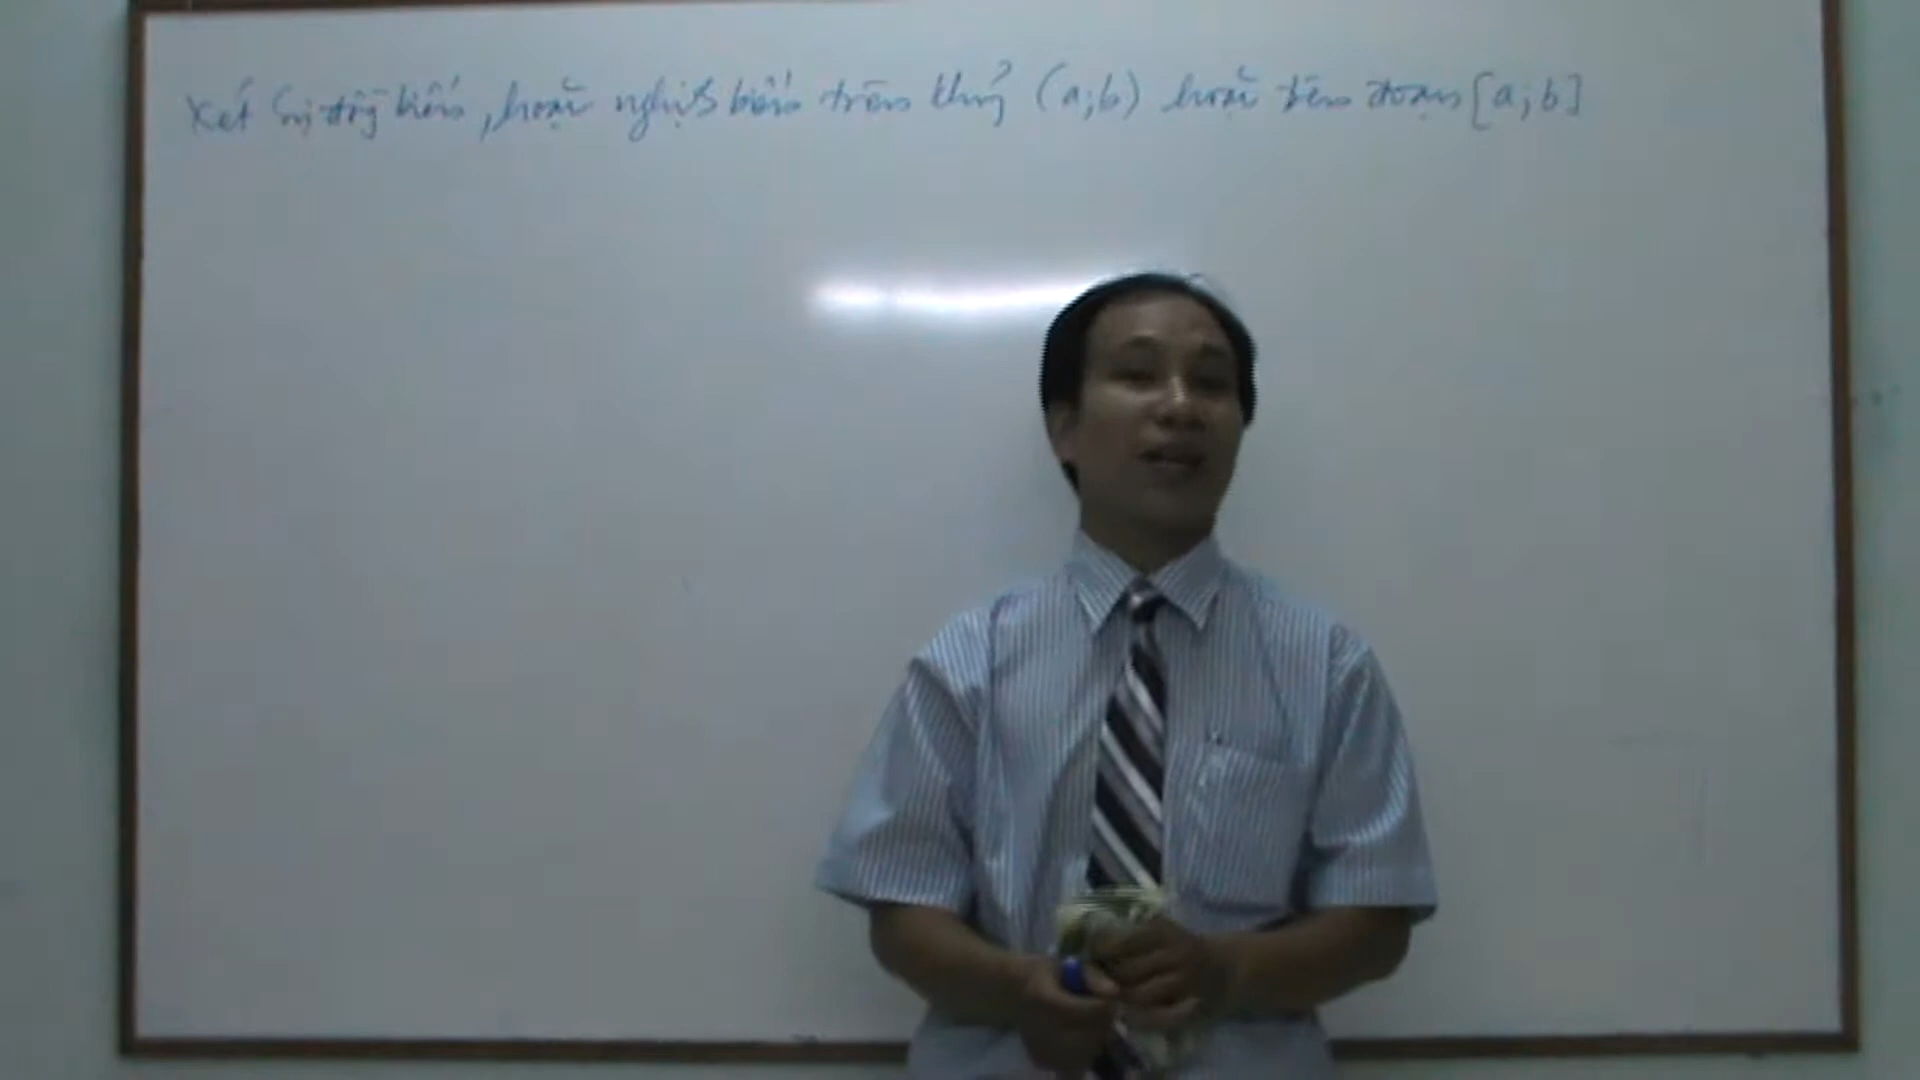 Xét sự đồng biến, hoặc nghịch biến trên khoảng (a;b) hoặc trên đoạn [a;b]